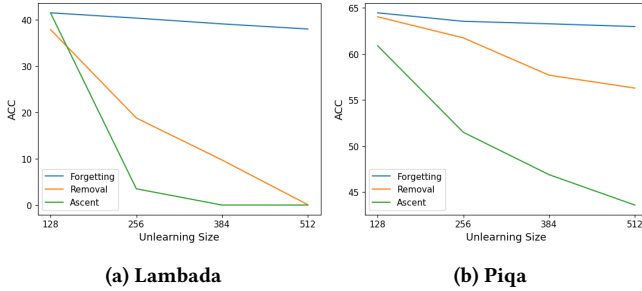 40
30
20
10
0
ACC
Forgetting
Removal
Ascent
128 256 384 512
Unlearning Size
(a) Lambada
65
60
55
50
45
ACC
Forgetting
Removal
Ascent
128 256 384 512
Unlearning Size
(b) Piqa